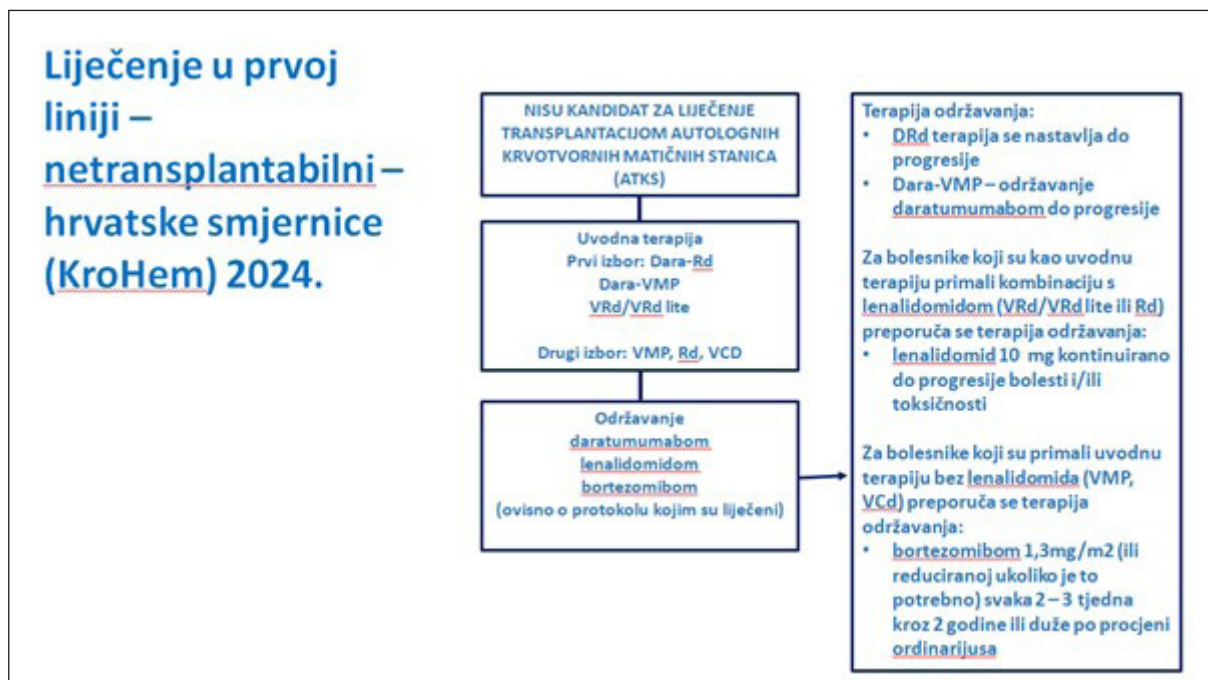 Liječenje u prvoj
liniji –
netransplantabilni –
hrvatske smjernice
(KroHem) 2024.
NISU KANDIDAT ZA LIJEČENJE
TRANSPLANTACIJOM AUTOLOGNIH
KRVOTVORNIH MATIČNIH STANICA
(ATKS)
Uvodna terapija
Prvi izbor: Dara-Rd
Dara-VMP
VRd/VRd lite
Drugi izbor: VMP, Rd, VCD
Održavanje
daratumumabom
lenalidomidom
bortezomibom
(ovisno o protokolu kojim su liječeni)
Terapija održavanja:
• DRd terapija se nastavlja do
progresije
• Dara-VMP – održavanje
daratumumabom do progresije
Za bolesnike koji su kao uvodnu
terapiju primali kombinaciju s
lenalidomidom (VRd/VRd lite ili Rd)
preporuča se terapija održavanja:
• lenalidomid 10 mg kontinuirano
do progresije bolesti i/ili
toksičnosti
Za bolesnike koji su primali uvodnu
terapiju bez lenalidomida (VMP,
VCd) preporuča se terapija
održavanja:
• bortezomibom 1,3mg/m2 (ili
reduciranoj ukoliko je to
potrebno) svaka 2 – 3 tjedna
kroz 2 godine ili duže po procjeni
ordinarijusa